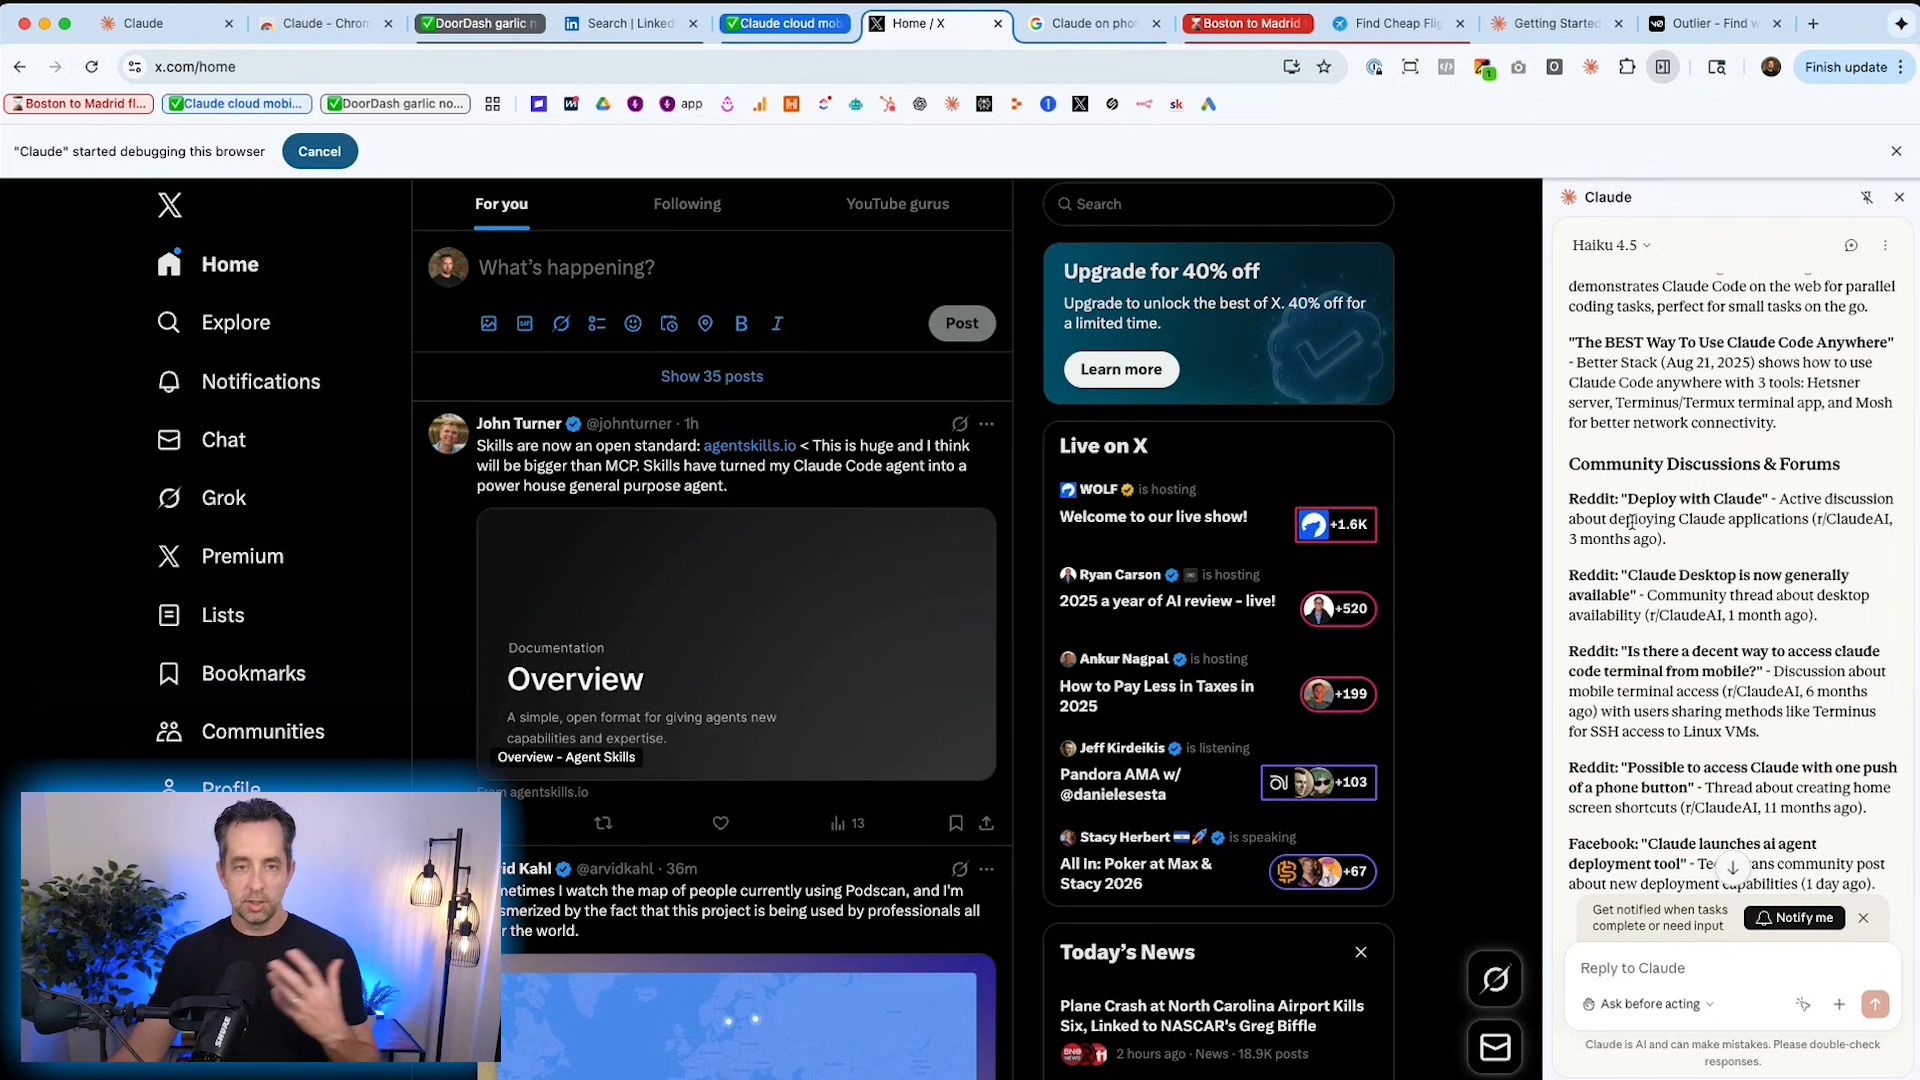 Claude
Claude - Chrom
DoorDash garlic n
Search | Linked
Claude cloud mob
Home / X
Claude on phon
Boston to Madrid
Find Cheap Flig
Getting Started
Outlier - Find w
x.com/home
Finish update
Boston to Madrid fl...
Claude cloud mobi...
DoorDash garlic no...
app
sk
"Claude" started debugging this browser
Cancel
Home
Explore
Notifications
Chat
Grok
Premium
Lists
Bookmarks
Communities
Profile
For you
Following
YouTube gurus
What's happening?
Post
Show 35 posts
John Turner @johnturner · 1h
Skills are now an open standard: agentskills.io < This is huge and I think
will be bigger than MCP. Skills have turned my Claude Code agent into a
power house general purpose agent.
Documentation
Overview
A simple, open format for giving agents new
capabilities and expertise.
Overview - Agent Skills
From agentskills.io
13
Kahl @arvidkahl · 36m
I watch the map of people currently using Podscan, and I'm
by the fact that this project is being used by professionals all
the world.
Search
Upgrade for 40% off
Upgrade to unlock the best of X. 40% off for
a limited time.
Learn more
Live on X
WOLF is hosting
Welcome to our live show!
+1.6K
Ryan Carson is hosting
2025 a year of AI review - live!
+520
Ankur Nagpal is hosting
How to Pay Less in Taxes in
2025
+199
Jeff Kirdeikis is listening
Pandora AMA w/
@danielesesta
+103
Stacy Herbert is speaking
All In: Poker at Max &
Stacy 2026
+67
Today's News
Plane Crash at North Carolina Airport Kills
Six, Linked to NASCAR's Greg Biffle
2 hours ago · News · 18.9K posts
Claude
Haiku 4.5
demonstrates Claude Code on the web for parallel
coding tasks, perfect for small tasks on the go.
"The BEST Way To Use Claude Code Anywhere"
- Better Stack (Aug 21, 2025) shows how to use
Claude Code anywhere with 3 tools: Hetsner
server, Terminus/Termux terminal app, and Mosh
for better network connectivity.
Community Discussions & Forums
Reddit: "Deploy with Claude" - Active discussion
about deploying Claude applications (r/ClaudeAI,
3 months ago).
Reddit: "Claude Desktop is now generally
available" - Community thread about desktop
availability (r/ClaudeAI, 1 month ago).
Reddit: "Is there a decent way to access claude
code terminal from mobile?" - Discussion about
mobile terminal access (r/ClaudeAI, 6 months
ago) with users sharing methods like Terminus
for SSH access to Linux VMs.
Reddit: "Possible to access Claude with one push
of a phone button" - Thread about creating home
screen shortcuts (r/ClaudeAI, 11 months ago).
Facebook: "Claude launches ai agent
deployment tool" - community post
about new deployment capabilities (1 day ago).
Get notified when tasks
complete or need input
Notify me
Reply to Claude
Ask before acting
Claude is AI and can make mistakes. Please double-check
responses.
SHURE